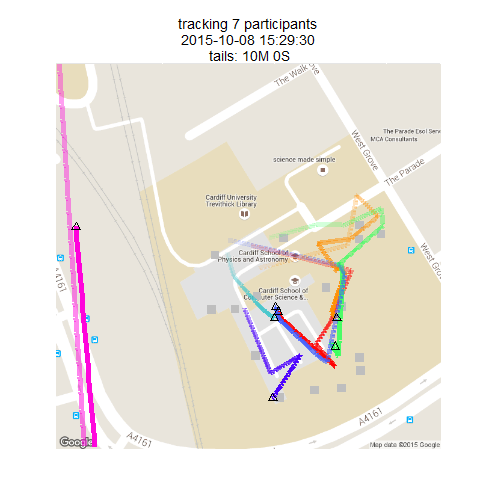 tracking 7 participants
2015-10-08 15:29:30
tails: 10M 0S
The Walk
West Grove
The Parade Esol Serv
MCA Consultants
science made simple
The Parade
Cardiff University
Trevithick Library
West Grove
Cardiff School of
Physics and Astronomy
A4161
Cardiff School of
Computer Science &...
A4161
A4161
Google
Map data ©2015 Google